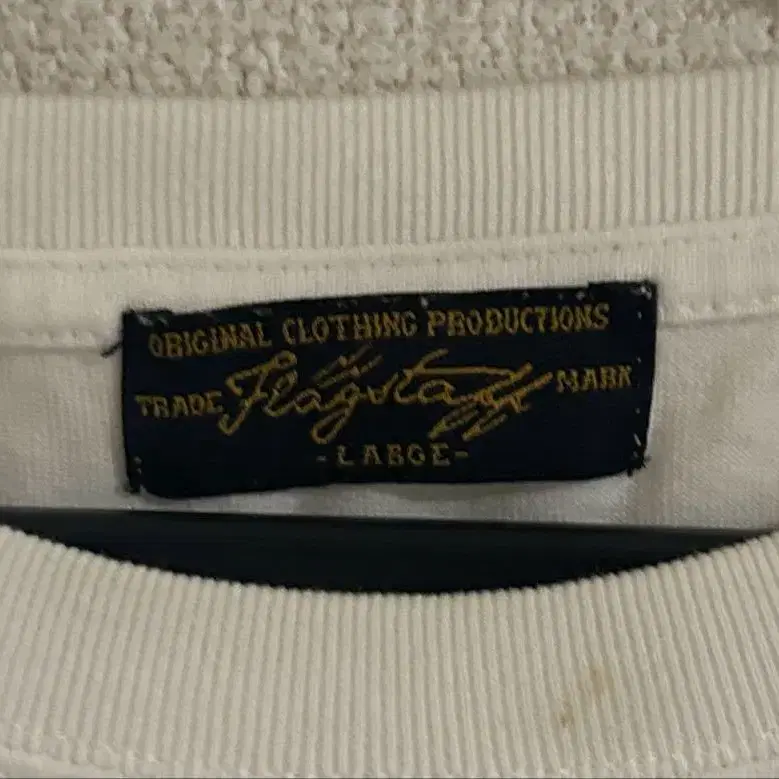 ORIGINAL CLOTHING PRODUCTIONS
TRADE Flagstaff MARK
-LARGE-